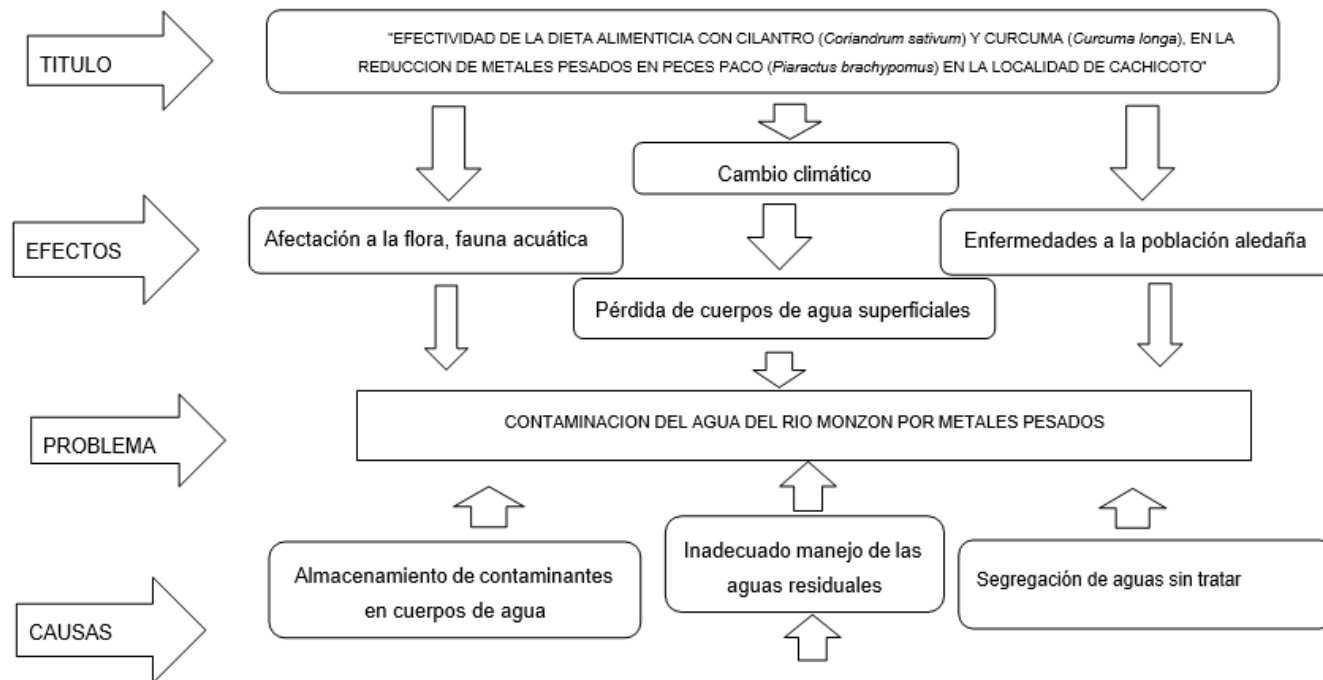 TITULO
"EFECTIVIDAD DE LA DIETA ALIMENTICIA CON CILANTRO (Coriandrum sativum) Y CURCUMA (Curcuma longa), EN LA
REDUCCION DE METALES PESADOS EN PECES PACO (Piaractus brachypomus) EN LA LOCALIDAD DE CACHICOTO"
Cambio climático
EFECTOS
Afectación a la flora, fauna acuática
Enfermedades a la población aledaña
Pérdida de cuerpos de agua superficiales
PROBLEMA
CONTAMINACION DEL AGUA DEL RIO MONZON POR METALES PESADOS
CAUSAS
Almacenamiento de contaminantes
en cuerpos de agua
Inadecuado manejo de las
aguas residuales
Segregación de aguas sin tratar